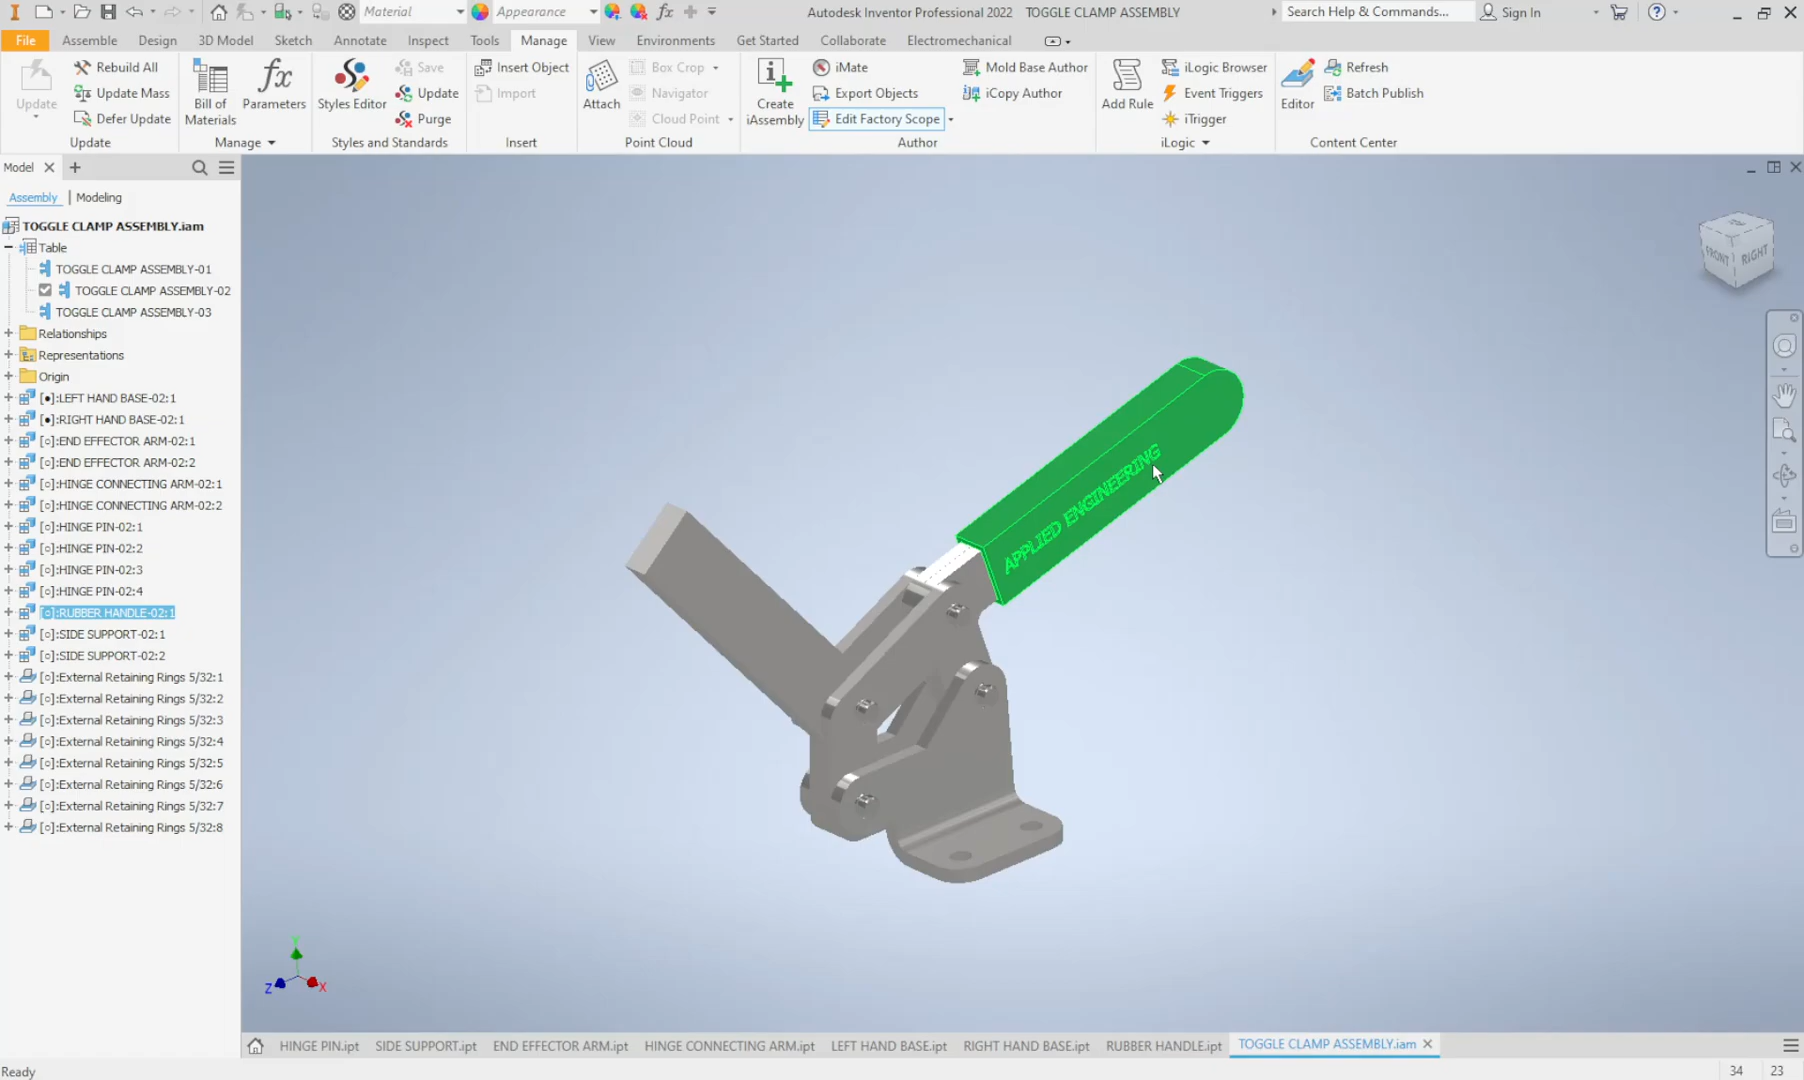 Material
Appearance
fx
Autodesk Inventor Professional 2022 TOGGLE CLAMP ASSEMBLY
Search Help & Commands...
Sign In
File
Assemble
Design
3D Model
Sketch
Annotate
Inspect
Tools
Manage
View
Environments
Get Started
Collaborate
Electromechanical
Update
Rebuild All
Update Mass
Defer Update
Update
Bill of
Materials
fx
Parameters
Manage
Styles Editor
Save
Update
Purge
Styles and Standards
Insert Object
Import
Insert
Attach
Box Crop
Navigator
Cloud Point
Point Cloud
Create
iAssembly
iMate
Export Objects
Edit Factory Scope
Mold Base Author
iCopy Author
Author
Add Rule
iLogic Browser
Event Triggers
iTrigger
iLogic
Editor
Refresh
Batch Publish
Content Center
Model
Assembly | Modeling
TOGGLE CLAMP ASSEMBLY.iam
Table
TOGGLE CLAMP ASSEMBLY-01
TOGGLE CLAMP ASSEMBLY-02
TOGGLE CLAMP ASSEMBLY-03
Relationships
Representations
Origin
[●]:LEFT HAND BASE-02:1
[●]:RIGHT HAND BASE-02:1
[○]:END EFFECTOR ARM-02:1
[○]:END EFFECTOR ARM-02:2
[○]:HINGE CONNECTING ARM-02:1
[○]:HINGE CONNECTING ARM-02:2
[○]:HINGE PIN-02:1
[○]:HINGE PIN-02:2
[○]:HINGE PIN-02:3
[○]:HINGE PIN-02:4
[○]:RUBBER HANDLE-02:1
[○]:SIDE SUPPORT-02:1
[○]:SIDE SUPPORT-02:2
[○]:External Retaining Rings 5/32:1
[○]:External Retaining Rings 5/32:2
[○]:External Retaining Rings 5/32:3
[○]:External Retaining Rings 5/32:4
[○]:External Retaining Rings 5/32:5
[○]:External Retaining Rings 5/32:6
[○]:External Retaining Rings 5/32:7
[○]:External Retaining Rings 5/32:8
APPLIED ENGINEERING
TOP
FRONT
RIGHT
Y
Z
X
HINGE PIN.ipt
SIDE SUPPORT.ipt
END EFFECTOR ARM.ipt
HINGE CONNECTING ARM.ipt
LEFT HAND BASE.ipt
RIGHT HAND BASE.ipt
RUBBER HANDLE.ipt
TOGGLE CLAMP ASSEMBLY.iam
Ready
34
23